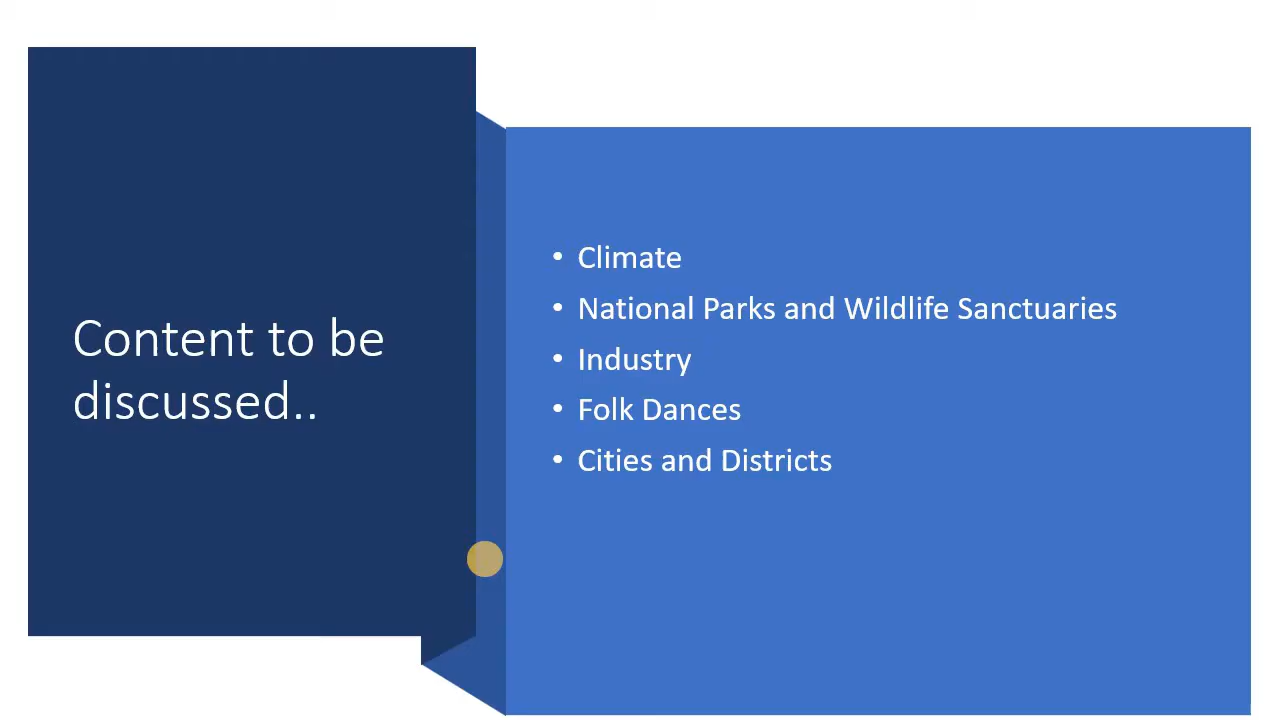 Content to be
discussed..
• Climate
• National Parks and Wildlife Sanctuaries
• Industry
• Folk Dances
• Cities and Districts